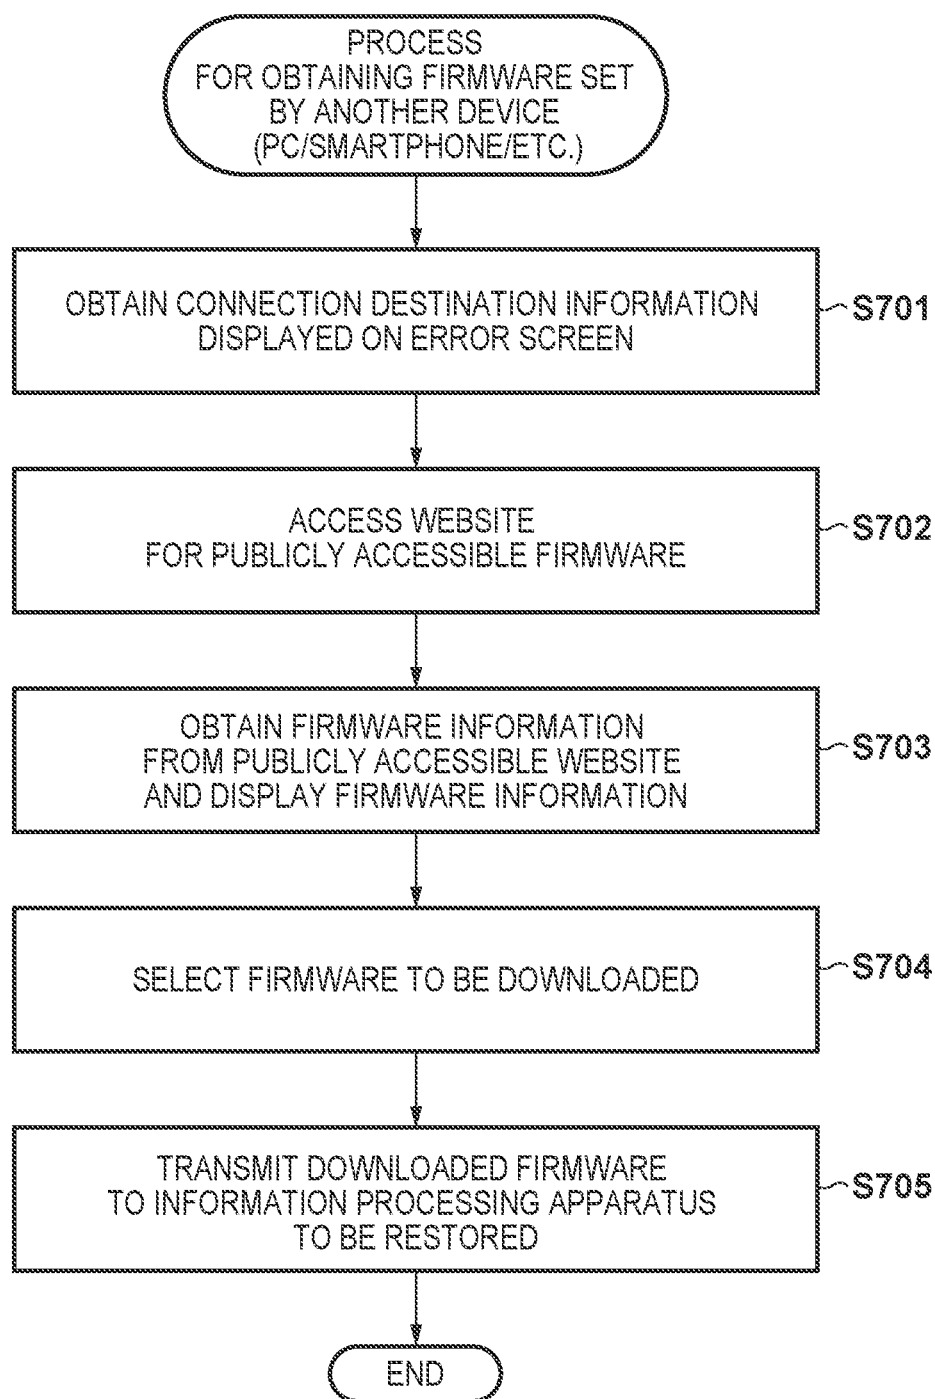 PROCESS
FOR OBTAINING FIRMWARE SET
BY ANOTHER DEVICE
(PC/SMARTPHONE/ETC.)
OBTAIN CONNECTION DESTINATION INFORMATION
DISPLAYED ON ERROR SCREEN
S701
ACCESS WEBSITE
FOR PUBLICLY ACCESSIBLE FIRMWARE
S702
OBTAIN FIRMWARE INFORMATION
FROM PUBLICLY ACCESSIBLE WEBSITE
AND DISPLAY FIRMWARE INFORMATION
S703
SELECT FIRMWARE TO BE DOWNLOADED
S704
TRANSMIT DOWNLOADED FIRMWARE
TO INFORMATION PROCESSING APPARATUS
TO BE RESTORED
S705
END